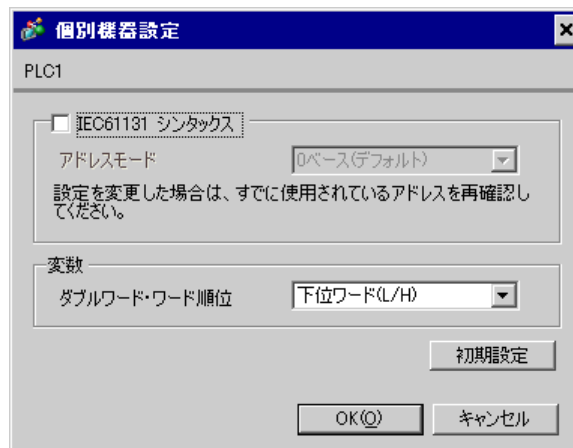 個別機器設定
PLC1
IEC61131 シンタックス
アドレスモード 0ベース(デフォルト)
設定を変更した場合は、すでに使用されているアドレスを再確認し
てください。
変数
ダブルワード・ワード順位 下位ワード(L/H)
初期設定
OK(O) キャンセル